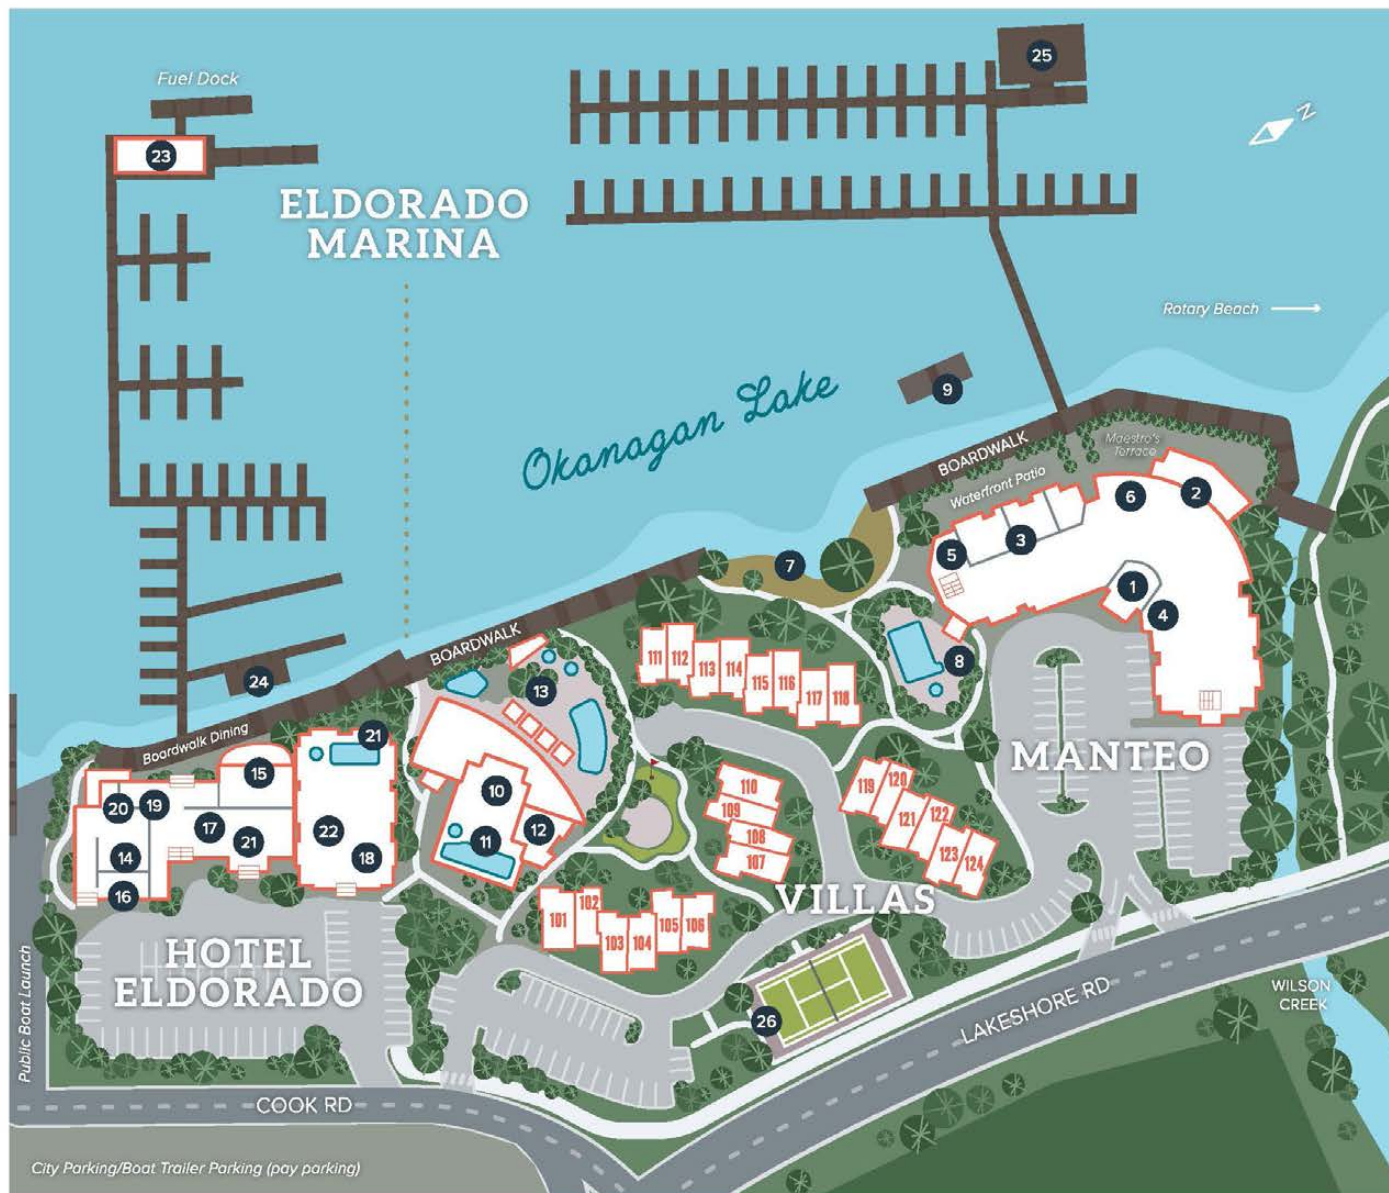 Fuel Dock
25
23
N
ELDORADO
MARINA
Rotary Beach
Okanagan Lake
9
BOARDWALK
Maestro's
Terrace
Waterfront Patio
6
2
3
5
7
1
4
8
BOARDWALK
111
112
113
114
115
116
117
118
24
13
Boardwalk Dining
21
15
MANTEO
20
19
17
21
22
18
14
16
10
11
12
110
109
108
107
119
120
121
122
123
124
VILLAS
101
102
103
104
105
106
HOTEL
ELDORADO
26
LAKESHORE RD
WILSON
CREEK
Public Boat Launch
COOK RD
City Parking/Boat Trailer Parking (pay parking)